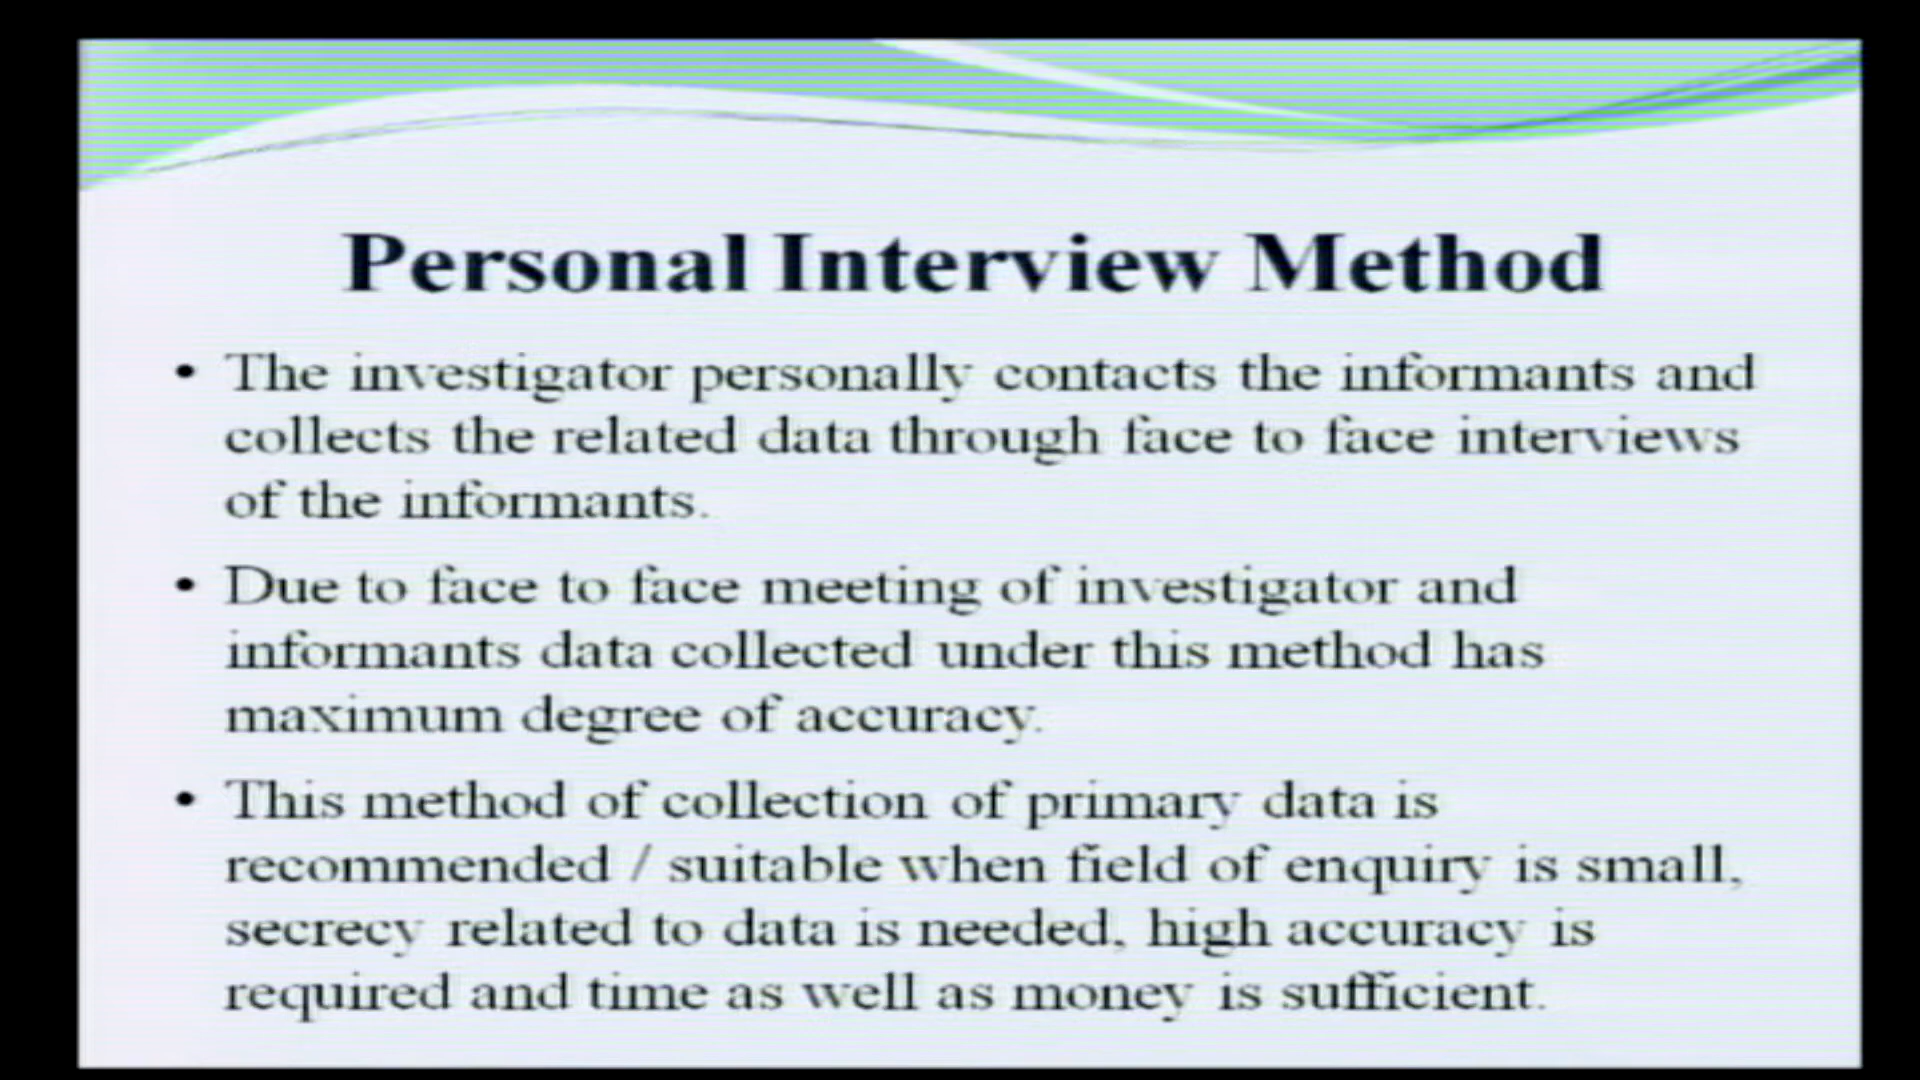 Personal Interview Method
• The investigator personally contacts the informants and
collects the related data through face to face interviews
of the informants.
• Due to face to face meeting of investigator and
informants data collected under this method has
maximum degree of accuracy.
• This method of collection of primary data is
recommended / suitable when field of enquiry is small,
secrecy related to data is needed, high accuracy is
required and time as well as money is sufficient.